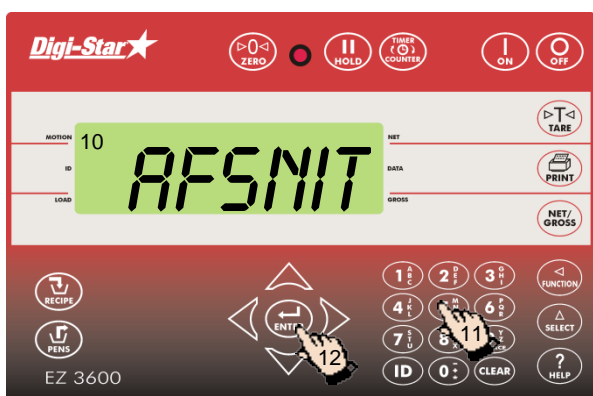 Digi-Star
0
ZERO
HOLD
TIMER
COUNTER
ON
OFF
T
TARE
MOTION
10
NET
AFSNIT
ID
DATA
PRINT
LOAD
GROSS
NET/
GROSS
RECIPE
1 A B C
2 D E F
3 G H I
FUNCTION
4 J K L
M
6 P Q R
11
SELECT
ENTER
12
PENS
7 S T U
8
ID
0
CLEAR
?
HELP
EZ 3600